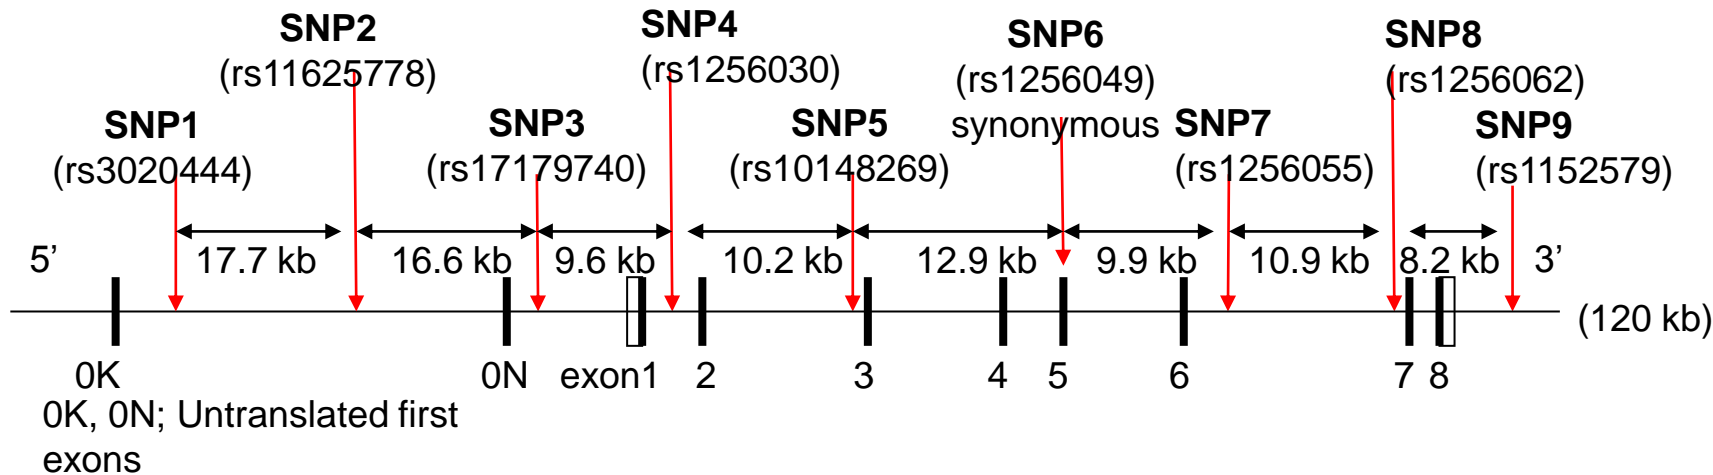 SNP2
(rs11625778)
SNP4
(rs1256030)
SNP6
(rs1256049)
synonymous
SNP8
(rs1256062)
SNP1
(rs3020444)
SNP3
(rs17179740)
SNP5
(rs10148269)
SNP7
(rs1256055)
SNP9
(rs1152579)
5’ 17.7 kb 16.6 kb 9.6 kb 10.2 kb 12.9 kb 9.9 kb 10.9 kb 8.2 kb 3’
(120 kb)
0K 0N exon1 2 3 4 5 6 7 8
0K, 0N; Untranslated first
exons